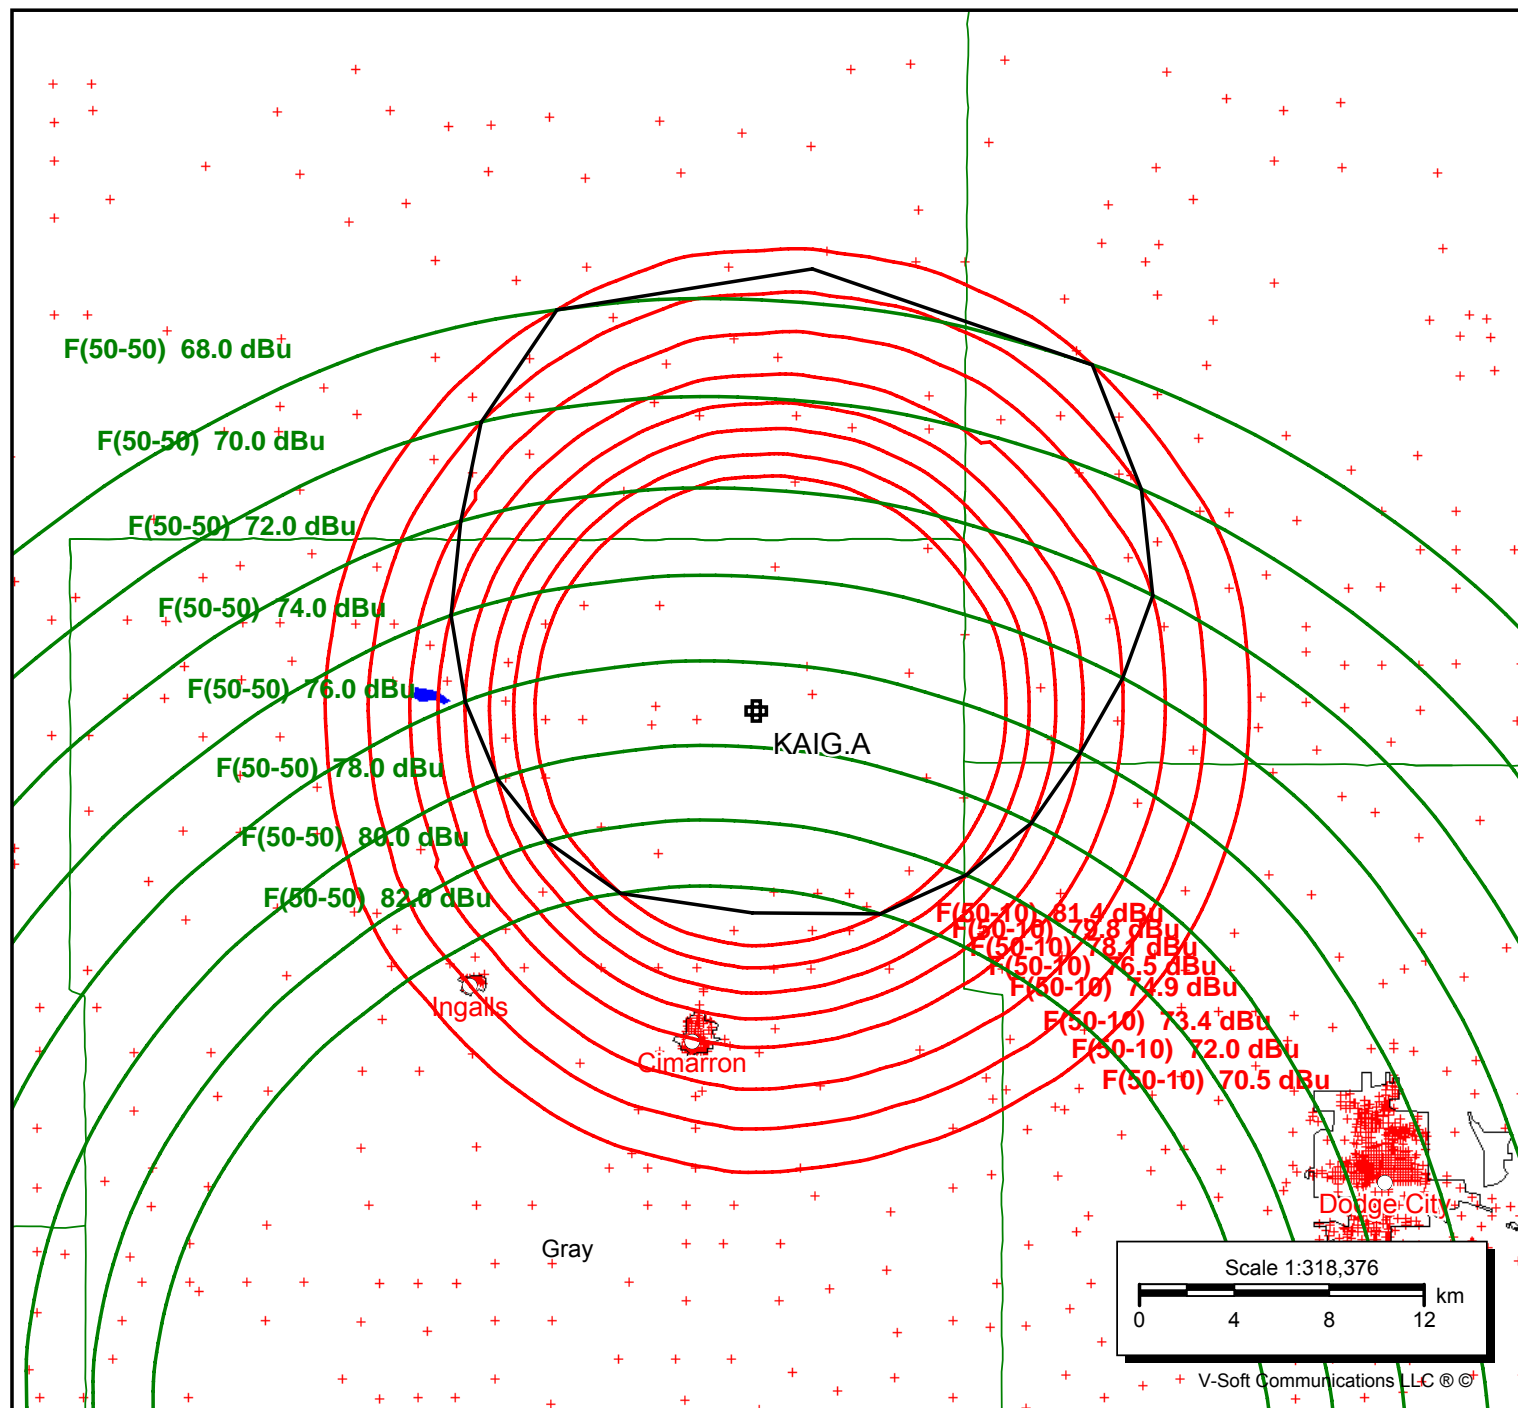 F(50-50) 68.0 dBu
F(50-50) 70.0 dBu
F(50-50) 72.0 dBu
F(50-50) 74.0 dBu
F(50-50) 76.0 dBu
KAIG.A
F(50-50) 78.0 dBu
F(50-50) 80.0 dBu
F(50-50) 82.0 dBu
F(50-10) 81.4 dBu
F(50-10) 79.8 dBu
F(50-10) 78.1 dBu
F(50-10) 76.5 dBu
F(50-10) 74.9 dBu
Ingalls
F(50-10) 73.4 dBu
F(50-10) 72.0 dBu
Cimarron
F(50-10) 70.5 dBu
Dodge City
Gray
Scale 1:318,376
km
0 4 8 12
V-Soft Communications LLC ® ©